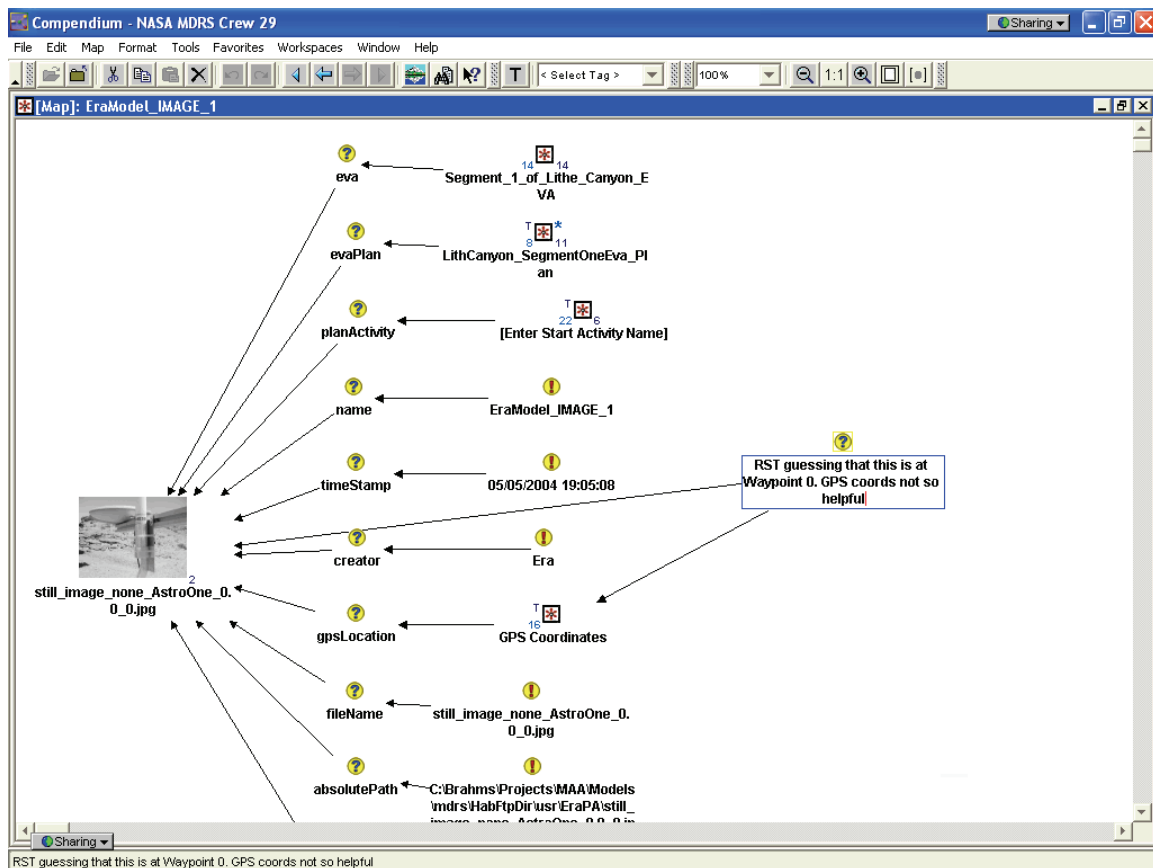 Compendium - NASA MDRS Crew 29
Sharing
File Edit Map Format Tools Favorites Workspaces Window Help
T < Select Tag > 100% 1:1
[Map]: EraModel_IMAGE_1
eva
14 14
Segment_1_of_Lithe_Canyon_E
VA
evaPlan
T *
8 11
LithCanyon_SegmentOneEva_Pl
an
planActivity
T
22 6
[Enter Start Activity Name]
name
EraModel_IMAGE_1
RST guessing that this is at
Waypoint 0. GPS coords not so
helpful
timeStamp
05/05/2004 19:05:08
2
still_image_none_AstroOne_0.
0_0.jpg
creator
Era
gpsLocation
T
16
GPS Coordinates
fileName
still_image_none_AstroOne_0.
0_0.jpg
absolutePath
C:\Brahms\Projects\MAA\Models
\mdrs\HabFtpDir\usr\EraPA\still_
Sharing
RST guessing that this is at Waypoint 0. GPS coords not so helpful